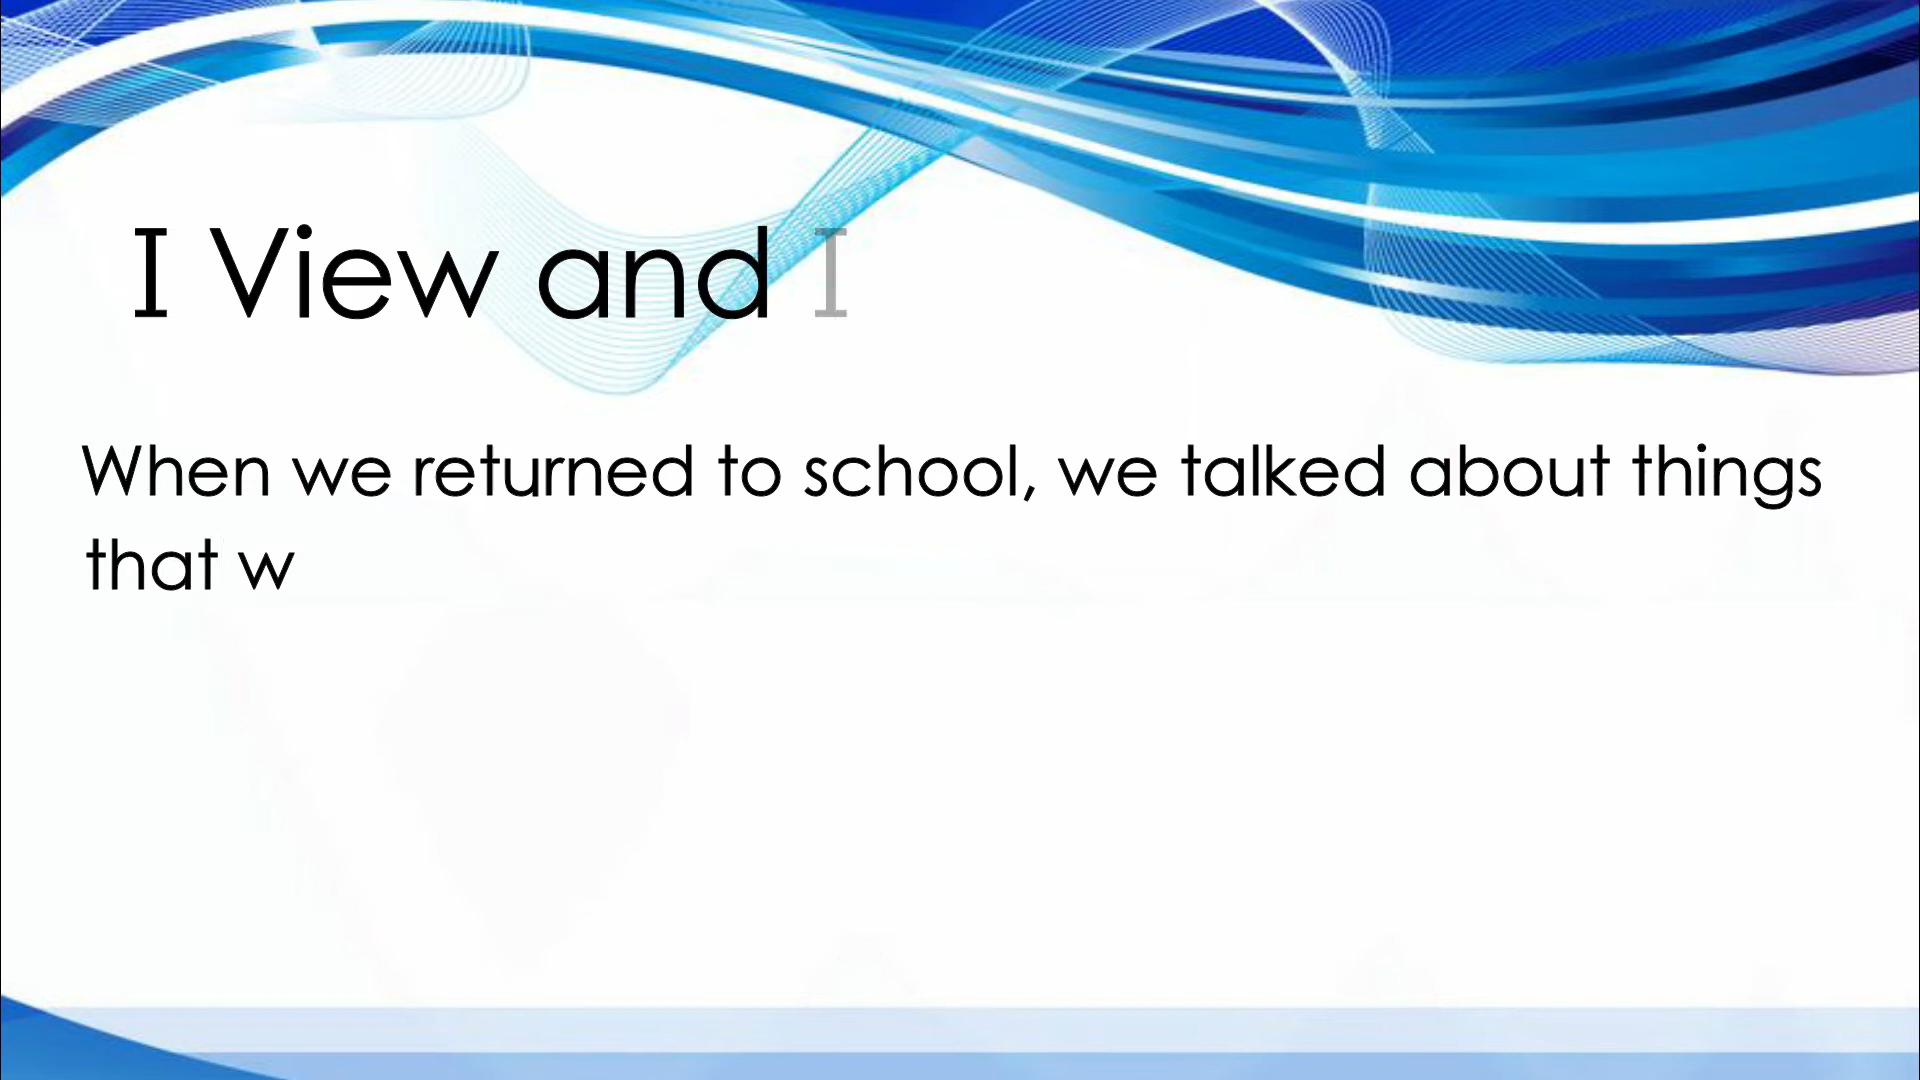 I View and I
When we returned to school, we talked about things
that w